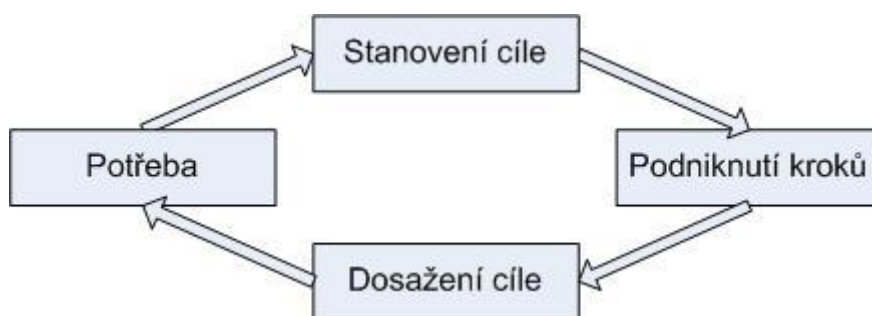 Stanovení cíle
Potřeba
Podniknutí kroků
Dosažení cíle